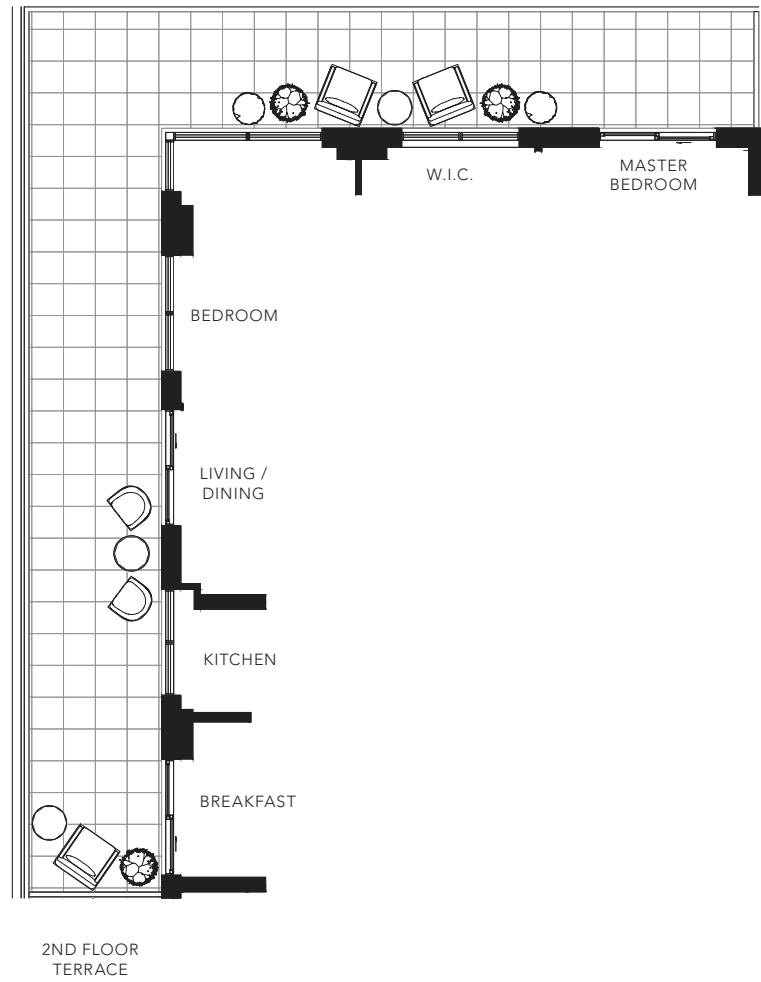 W.I.C.
MASTER
BEDROOM
BEDROOM
LIVING /
DINING
KITCHEN
BREAKFAST
2ND FLOOR
TERRACE